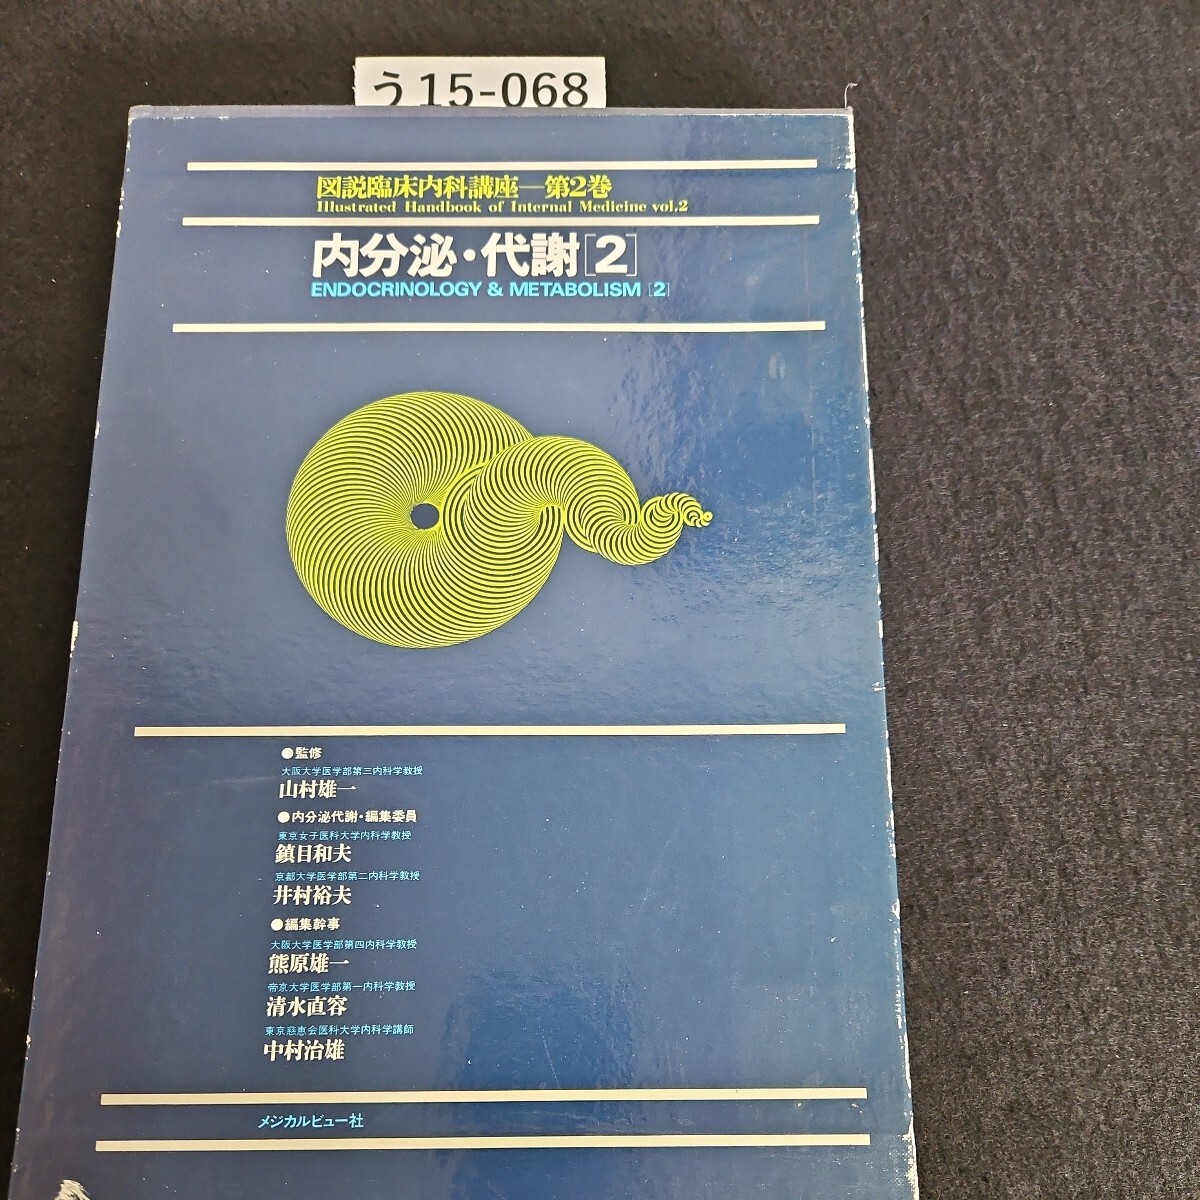 う15-068
図説臨床内科講座―第2巻
Illustrated Handbook of Internal Medicine vol.2
内分泌・代謝[2]
ENDOCRINOLOGY & METABOLISM [2]
●監修
大阪大学医学部第三内科学教授
山村雄一
●内分泌代謝・編集委員
東京女子医科大学内科学教授
鎮目和夫
京都大学医学部第二内科学教授
井村裕夫
●編集幹事
大阪大学医学部第四内科学教授
熊原雄一
帝京大学医学部第一内科学教授
清水直容
東京慈恵会医科大学内科学講師
中村治雄
メジカルビュー社